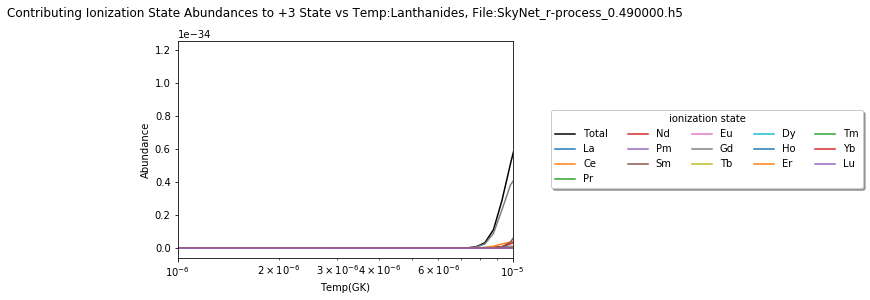 Contributing Ionization State Abundances to +3 State vs Temp:Lanthanides, File:SkyNet_r-process_0.490000.h5
1e−34
1.2
1.0
0.8
0.6
0.4
0.2
0.0
Abundance
10⁻⁶
2 × 10⁻⁶
3 × 10⁻⁶
4 × 10⁻⁶
6 × 10⁻⁶
10⁻⁵
Temp(GK)
ionization state
Total Nd Eu Dy Tm
La Pm Gd Ho Yb
Ce Sm Tb Er Lu
Pr